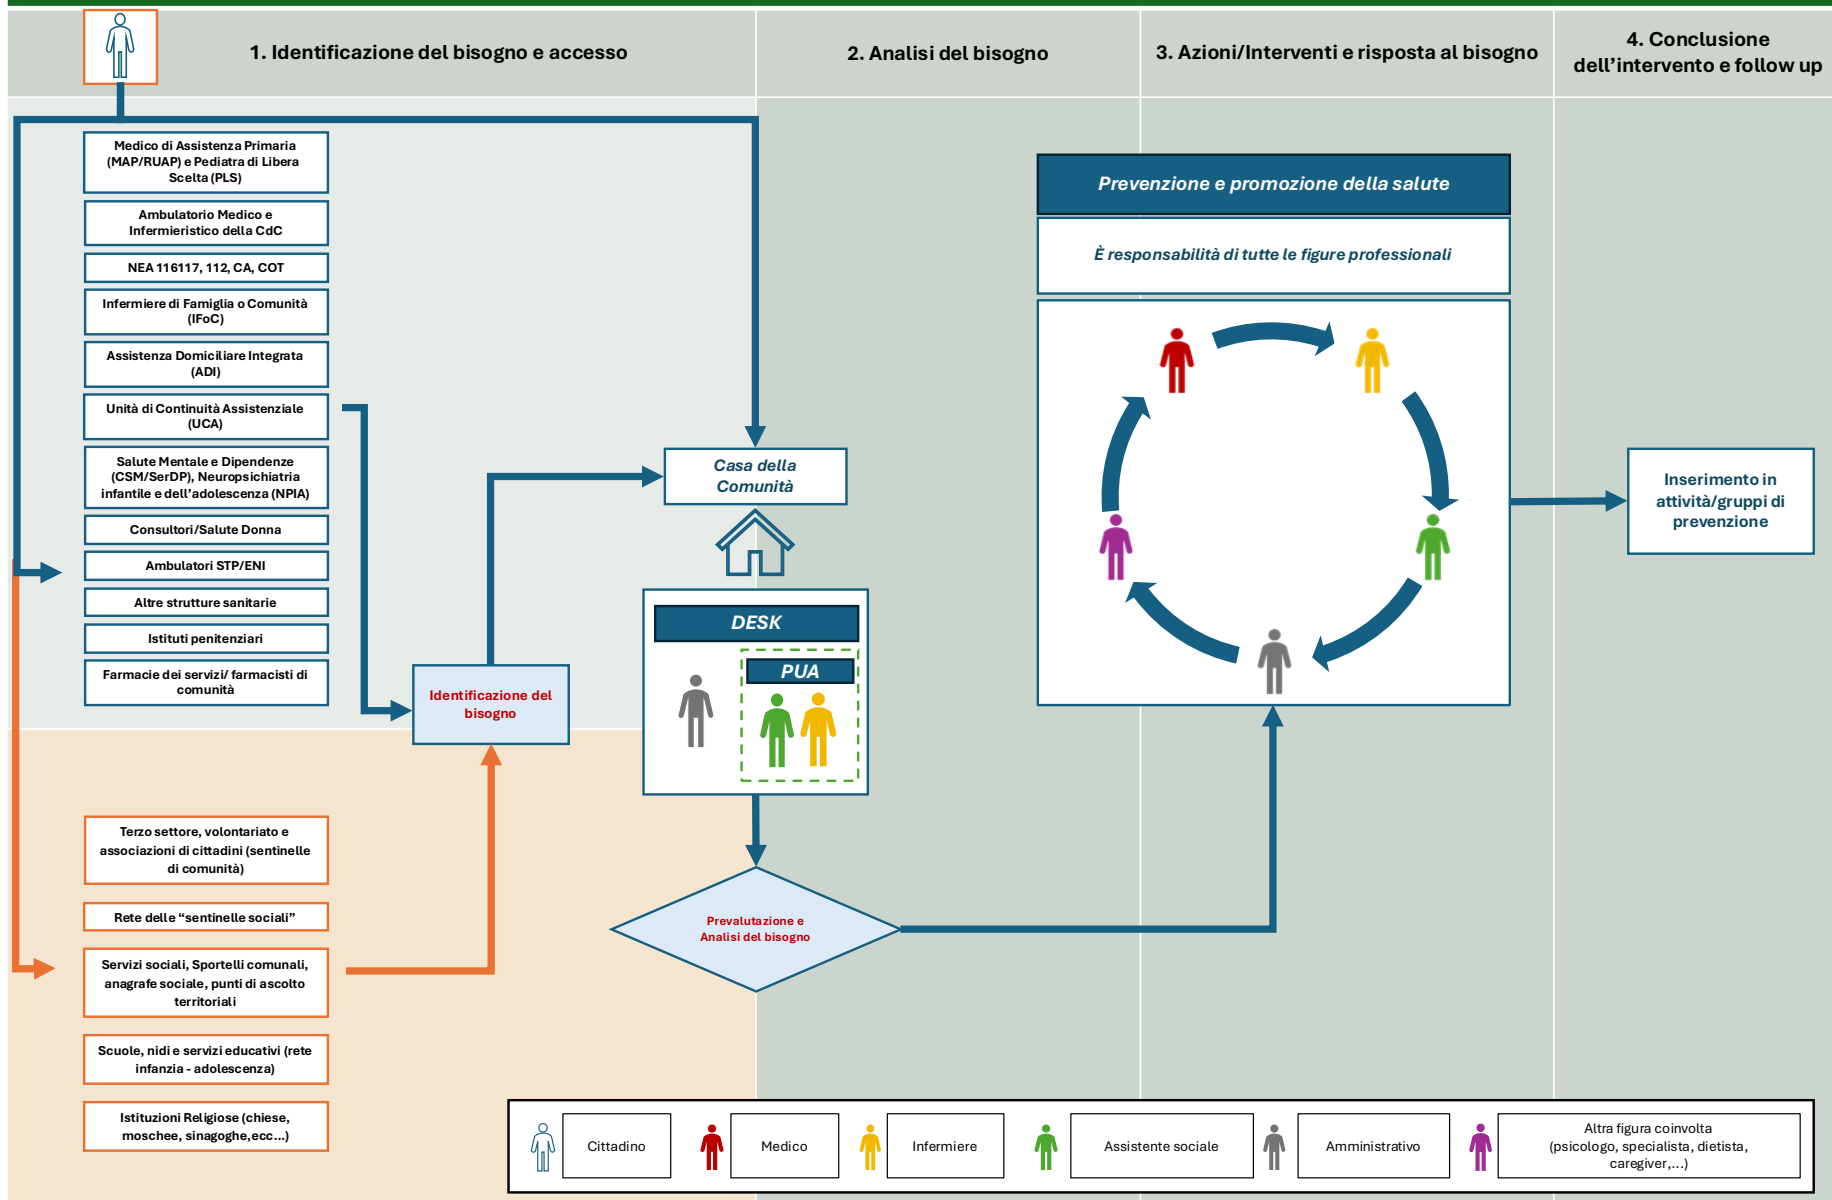 1. Identificazione del bisogno e accesso
2. Analisi del bisogno
3. Azioni/Interventi e risposta al bisogno
4. Conclusione
dell’intervento e follow up
Medico di Assistenza Primaria
(MAP/RUAP) e Pediatra di Libera
Scelta (PLS)
Ambulatorio Medico e
Infermieristico della CdC
NEA 116117, 112, CA, COT
Infermiere di Famiglia o Comunità
(IFoC)
Assistenza Domiciliare Integrata
(ADI)
Unità di Continuità Assistenziale
(UCA)
Salute Mentale e Dipendenze
(CSM/SerDP), Neuropsichiatria
infantile e dell’adolescenza (NPIA)
Consultori/Salute Donna
Ambulatori STP/ENI
Altre strutture sanitarie
Istituti penitenziari
Farmacie dei servizi/ farmacisti di
comunità
Terzo settore, volontariato e
associazioni di cittadini (sentinelle
di comunità)
Rete delle “sentinelle sociali”
Servizi sociali, Sportelli comunali,
anagrafe sociale, punti di ascolto
territoriali
Scuole, nidi e servizi educativi (rete
infanzia - adolescenza)
Istituzioni Religiose (chiese,
moschee, sinagoghe,ecc...)
Identificazione del
bisogno
Casa della
Comunità
DESK
PUA
Prevalutazione e
Analisi del bisogno
Prevenzione e promozione della salute
È responsabilità di tutte le figure professionali
Inserimento in
attività/gruppi di
prevenzione
Cittadino
Medico
Infermiere
Assistente sociale
Amministrativo
Altra figura coinvolta
(psicologo, specialista, dietista,
caregiver,...)